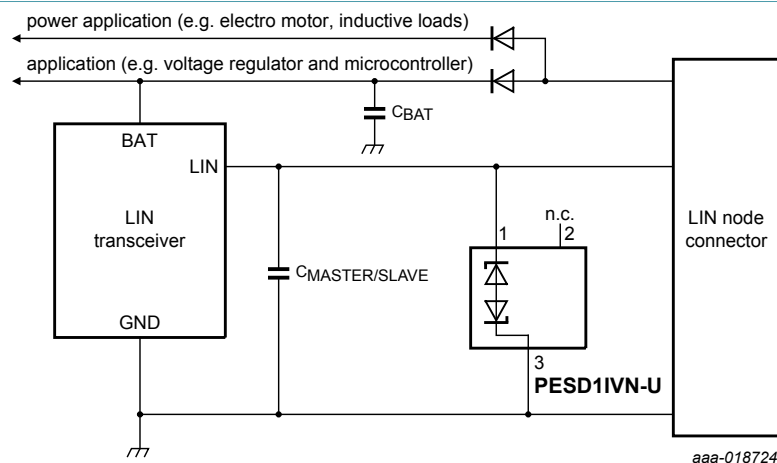 power application (e.g. electro motor, inductive loads)
application (e.g. voltage regulator and microcontroller)
CBAT
BAT
LIN
LIN
transceiver
n.c.
1
2
LIN node
connector
CMASTER/SLAVE
GND
3
PESD1IVN-U
aaa-018724